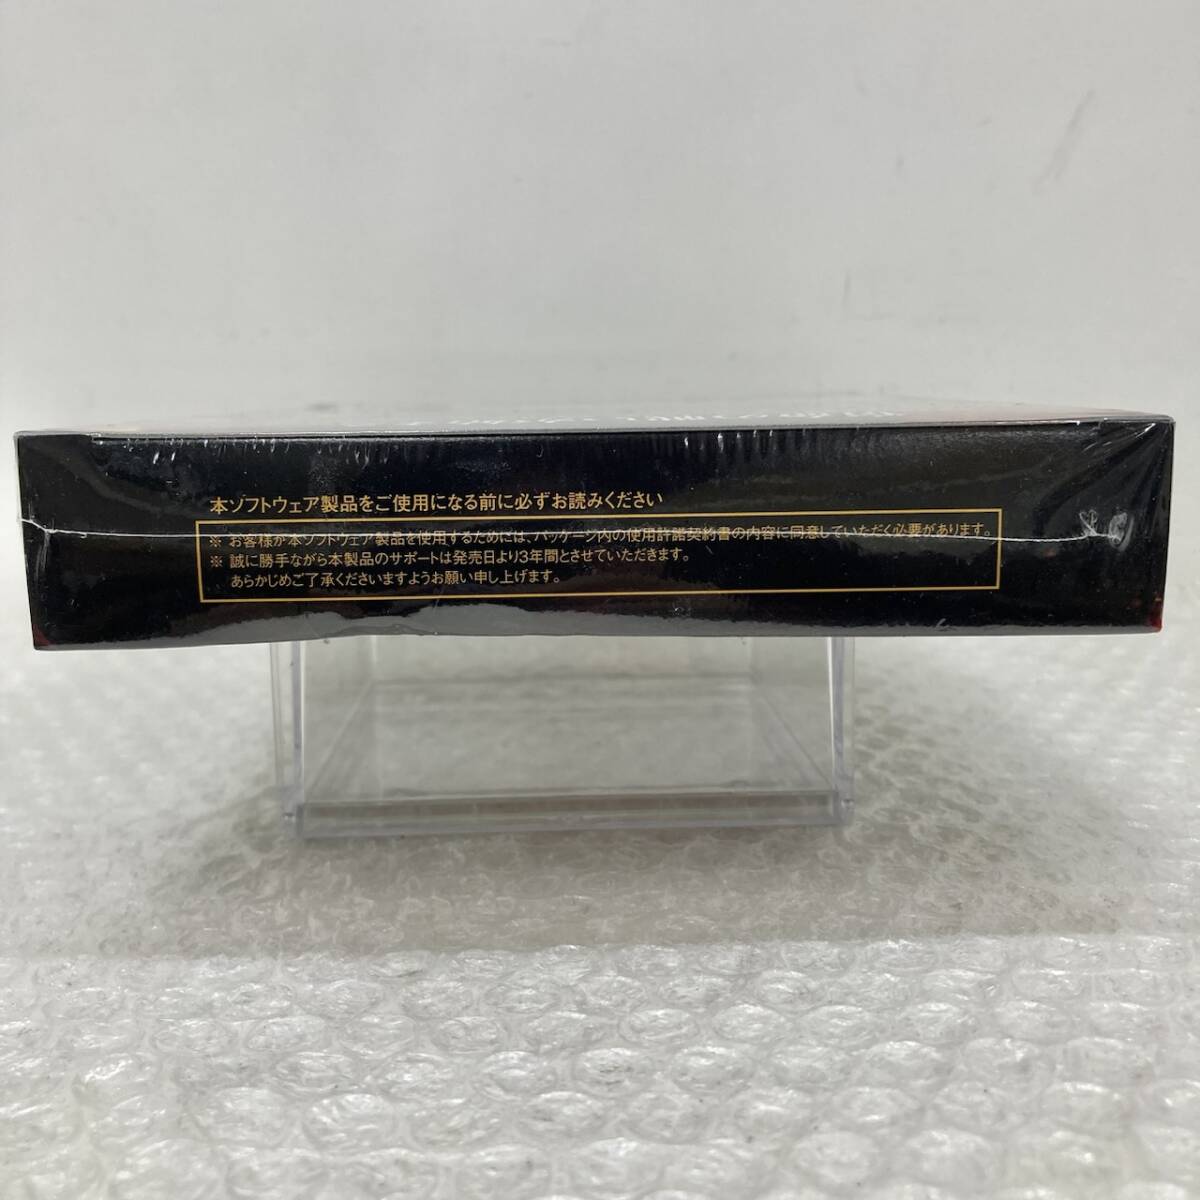 本ソフトウェア製品をご使用になる前に必ずお読みください
※ お客様が本ソフトウェア製品を使用するためには、パッケージ内の使用許諾契約書の内容に同意していただく必要があります。
※ 誠に勝手ながら本製品のサポートは発売日より3年間とさせていただきます。
あらかじめご了承くださいますようお願い申し上げます。